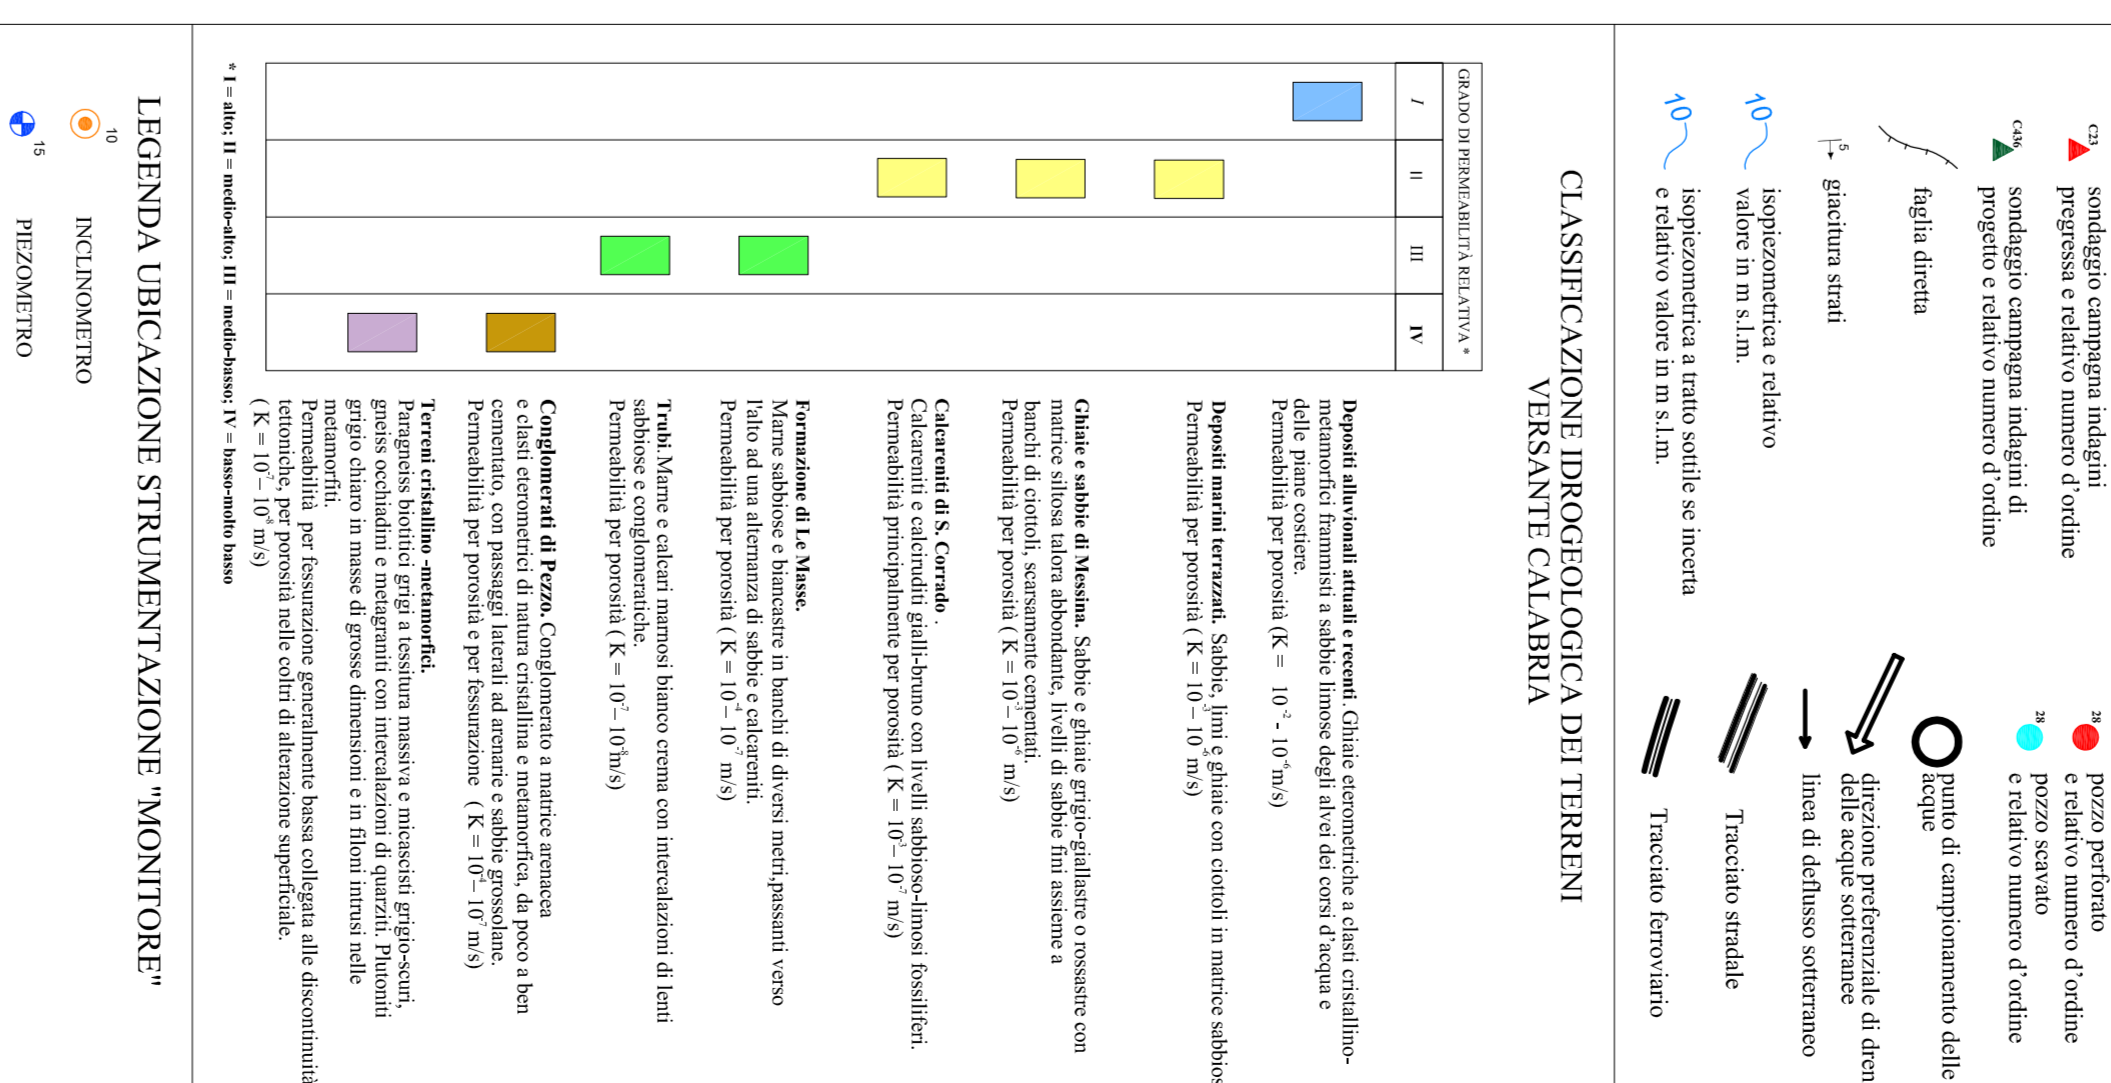 C23
sondaggio campagna indagini
pregressa e relativo numero d'ordine
C436
sondaggio campagna indagini di
progetto e relativo numero d'ordine
faglia diretta
5
giacitura strati
10
isopiezometrica e relativo
valore in m s.l.m.
10
isopiezometrica a tratto sottile se incerta
e relativo valore in m s.l.m.
28
pozzo perforato
e relativo numero d'ordine
28
pozzo scavato
e relativo numero d'ordine
punto di campionamento delle
acque
direzione preferenziale di dren
delle acque sotterranee
linea di deflusso sotterraneo
Tracciato stradale
Tracciato ferroviario
CLASSIFICAZIONE IDROGEOLOGICA DEI TERRENI
VERSANTE CALABRIA
GRADO DI PERMEABILITÀ RELATIVA *
I II III IV
Depositi alluvionali attuali e recenti. Ghiaie eterometriche a clasti cristallino-
metamorfici frammisti a sabbie limose degli alvei dei corsi d'acqua e
delle piane costiere.
Permeabilità per porosità (K = 10⁻² - 10⁻⁶ m/s)
Depositi marini terrazzati. Sabbie, limi e ghiaie con ciottoli in matrice sabbios
Permeabilità per porosità ( K = 10⁻³ – 10⁻⁶ m/s)
Ghiaie e sabbie di Messina. Sabbie e ghiaie grigio-giallastre o rossastre con
matrice siltosa talora abbondante, livelli di sabbie fini assieme a
banchi di ciottoli, scarsamente cementati.
Permeabilità per porosità ( K = 10⁻³ – 10⁻⁶ m/s)
Calcareniti di S. Corrado .
Calcareniti e calciruditi gialli-bruno con livelli sabbioso-limosi fossiliferi.
Permeabilità principalmente per porosità ( K = 10⁻³ – 10⁻⁷ m/s)
Formazione di Le Masse.
Marne sabbiose e biancastre in banchi di diversi metri,passanti verso
l'alto ad una alternanza di sabbie e calcareniti.
Permeabilità per porosità ( K = 10⁻⁴ – 10⁻⁷ m/s)
Trubi. Marne e calcari marnosi bianco crema con intercalazioni di lenti
sabbiose e conglomeratiche.
Permeabilità per porosità ( K = 10⁻⁷ – 10⁻⁸ m/s)
Conglomerati di Pezzo. Conglomerato a matrice arenacea
e clasti eterometrici di natura cristallina e metamorfica, da poco a ben
cementato, con passaggi laterali ad arenarie e sabbie grossolane.
Permeabilità per porosità e per fessurazione ( K = 10⁻⁴ – 10⁻⁷ m/s)
Terreni cristallino -metamorfici.
Paragneiss biotitici grigi a tessitura massiva e micascisti grigio-scuri,
gneiss occhiadini e metagraniti con intercalazioni di quarziti. Plutoniti
grigio chiaro in masse di grosse dimensioni e in filoni intrusi nelle
metamorfiti.
Permeabilità per fessurazione generalmente bassa collegata alle discontinuità
tettoniche, per porosità nelle coltri di alterazione superficiale.
( K = 10⁻⁷ – 10⁻⁸ m/s)
* I = alto; II = medio-alto; III = medio-basso; IV = basso-molto basso
LEGENDA UBICAZIONE STRUMENTAZIONE "MONITORE"
10
INCLINOMETRO
15
PIEZOMETRO